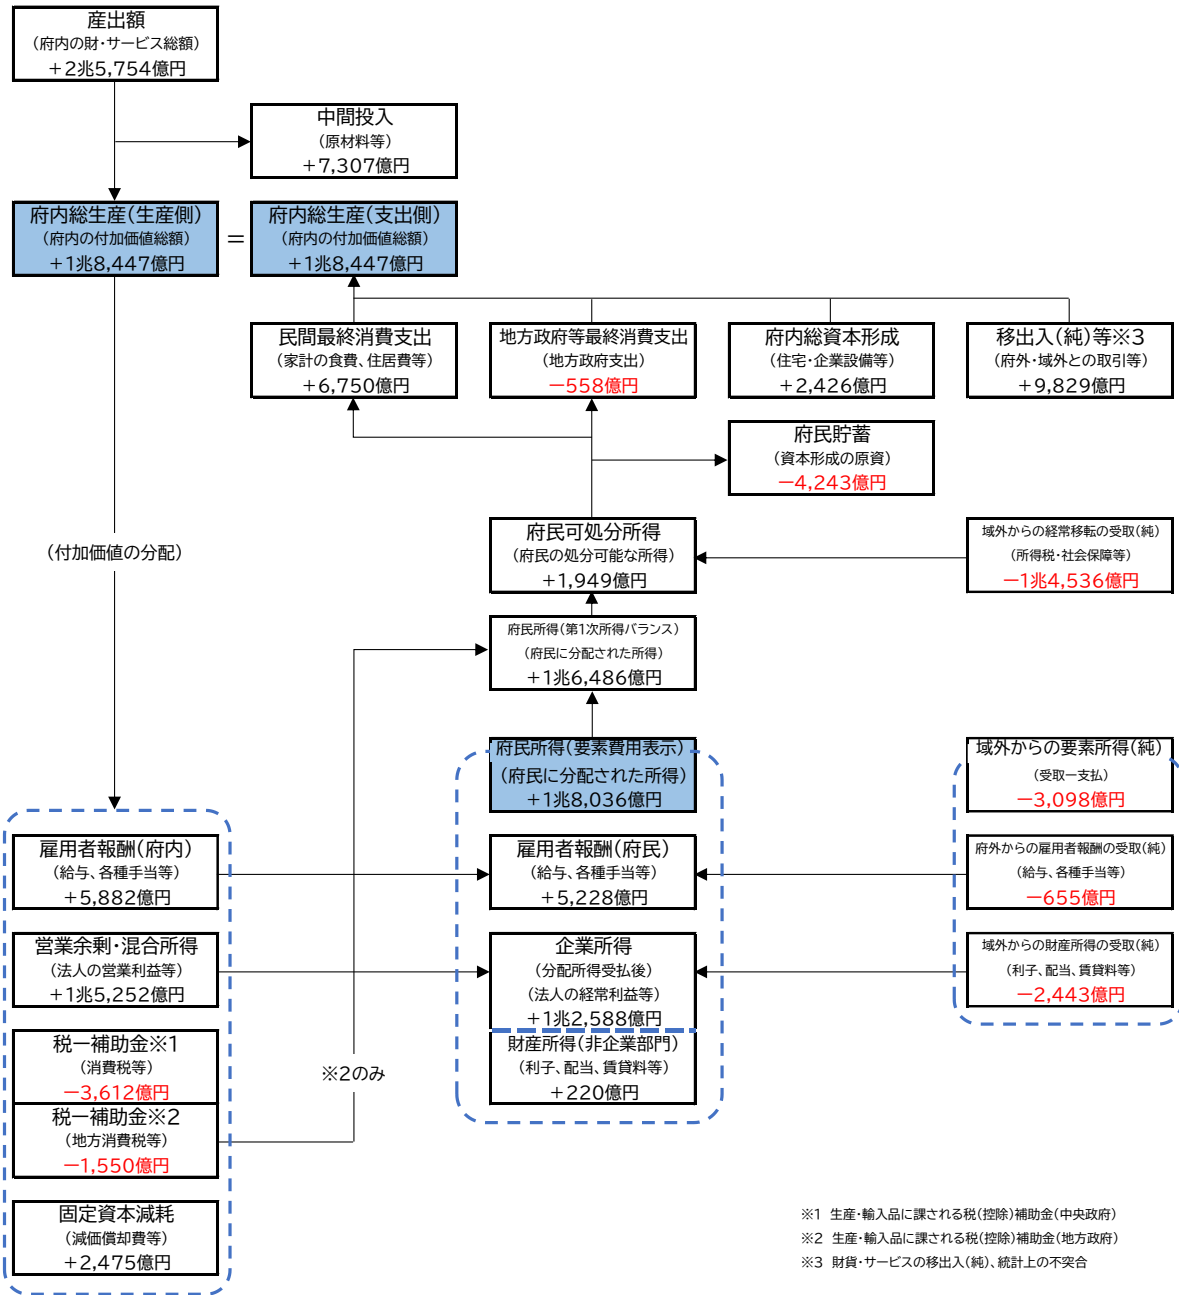 産出額
(府内の財・サービス総額)
+2兆5,754億円
中間投入
(原材料等)
+7,307億円
府内総生産(生産側)
(府内の付加価値総額)
+1兆8,447億円
=
府内総生産(支出側)
(府内の付加価値総額)
+1兆8,447億円
民間最終消費支出
(家計の食費、住居費等)
+6,750億円
地方政府等最終消費支出
(地方政府支出)
−558億円
府内総資本形成
(住宅・企業設備等)
+2,426億円
移出入(純)等※3
(府外・域外との取引等)
+9,829億円
府民貯蓄
(資本形成の原資)
−4,243億円
(付加価値の分配)
府民可処分所得
(府民の処分可能な所得)
+1,949億円
域外からの経常移転の受取(純)
(所得税・社会保障等)
−1兆4,536億円
府民所得(第1次所得バランス)
(府民に分配された所得)
+1兆6,486億円
府民所得(要素費用表示)
(府民に分配された所得)
+1兆8,036億円
域外からの要素所得(純)
(受取−支払)
−3,098億円
雇用者報酬(府内)
(給与、各種手当等)
+5,882億円
雇用者報酬(府民)
(給与、各種手当等)
+5,228億円
府外からの雇用者報酬の受取(純)
(給与、各種手当等)
−655億円
営業余剰・混合所得
(法人の営業利益等)
+1兆5,252億円
企業所得
(分配所得受払後)
(法人の経常利益等)
+1兆2,588億円
域外からの財産所得の受取(純)
(利子、配当、賃貸料等)
−2,443億円
税−補助金※1
(消費税等)
−3,612億円
財産所得(非企業部門)
(利子、配当、賃貸料等)
+220億円
※2のみ
税−補助金※2
(地方消費税等)
−1,550億円
固定資本減耗
(減価償却費等)
+2,475億円
※1 生産・輸入品に課される税(控除)補助金(中央政府)
※2 生産・輸入品に課される税(控除)補助金(地方政府)
※3 財貨・サービスの移出入(純)、統計上の不突合